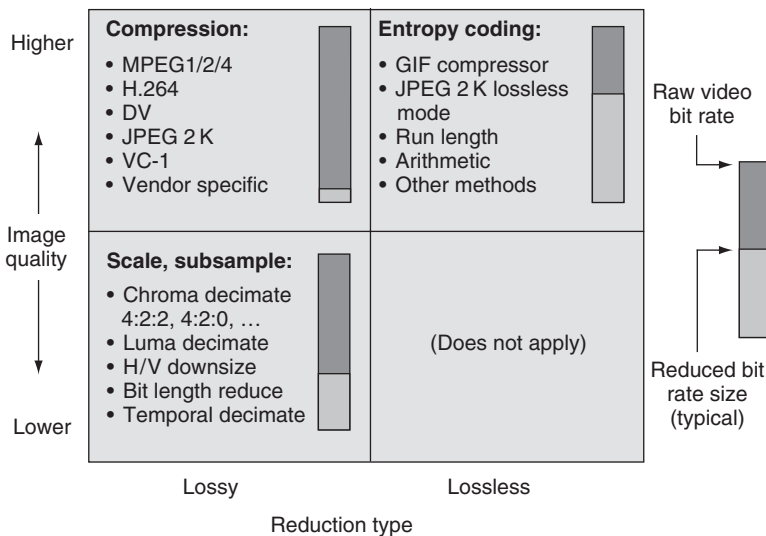 Higher
Image
quality
Lower
Compression:
• MPEG1/2/4
• H.264
• DV
• JPEG 2 K
• VC-1
• Vendor specific
Entropy coding:
• GIF compressor
• JPEG 2 K lossless
mode
• Run length
• Arithmetic
• Other methods
Scale, subsample:
• Chroma decimate
4:2:2, 4:2:0, …
• Luma decimate
• H/V downsize
• Bit length reduce
• Temporal decimate
(Does not apply)
Raw video
bit rate
Reduced bit
rate size
(typical)
Lossy
Lossless
Reduction type